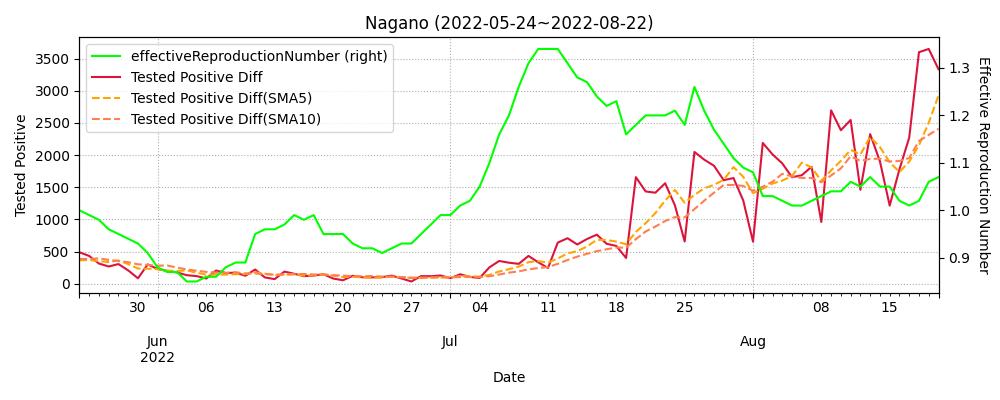 Nagano (2022-05-24~2022-08-22)
effectiveReproductionNumber (right)
Tested Positive Diff
Tested Positive Diff(SMA5)
Tested Positive Diff(SMA10)
3500
3000
2500
2000
1500
1000
500
0
Tested Positive
1.3
1.2
1.1
1.0
0.9
Effective Reproduction Number
30 06 13 20 27 04 11 18 25 08 15
Jun Jul Aug
2022
Date